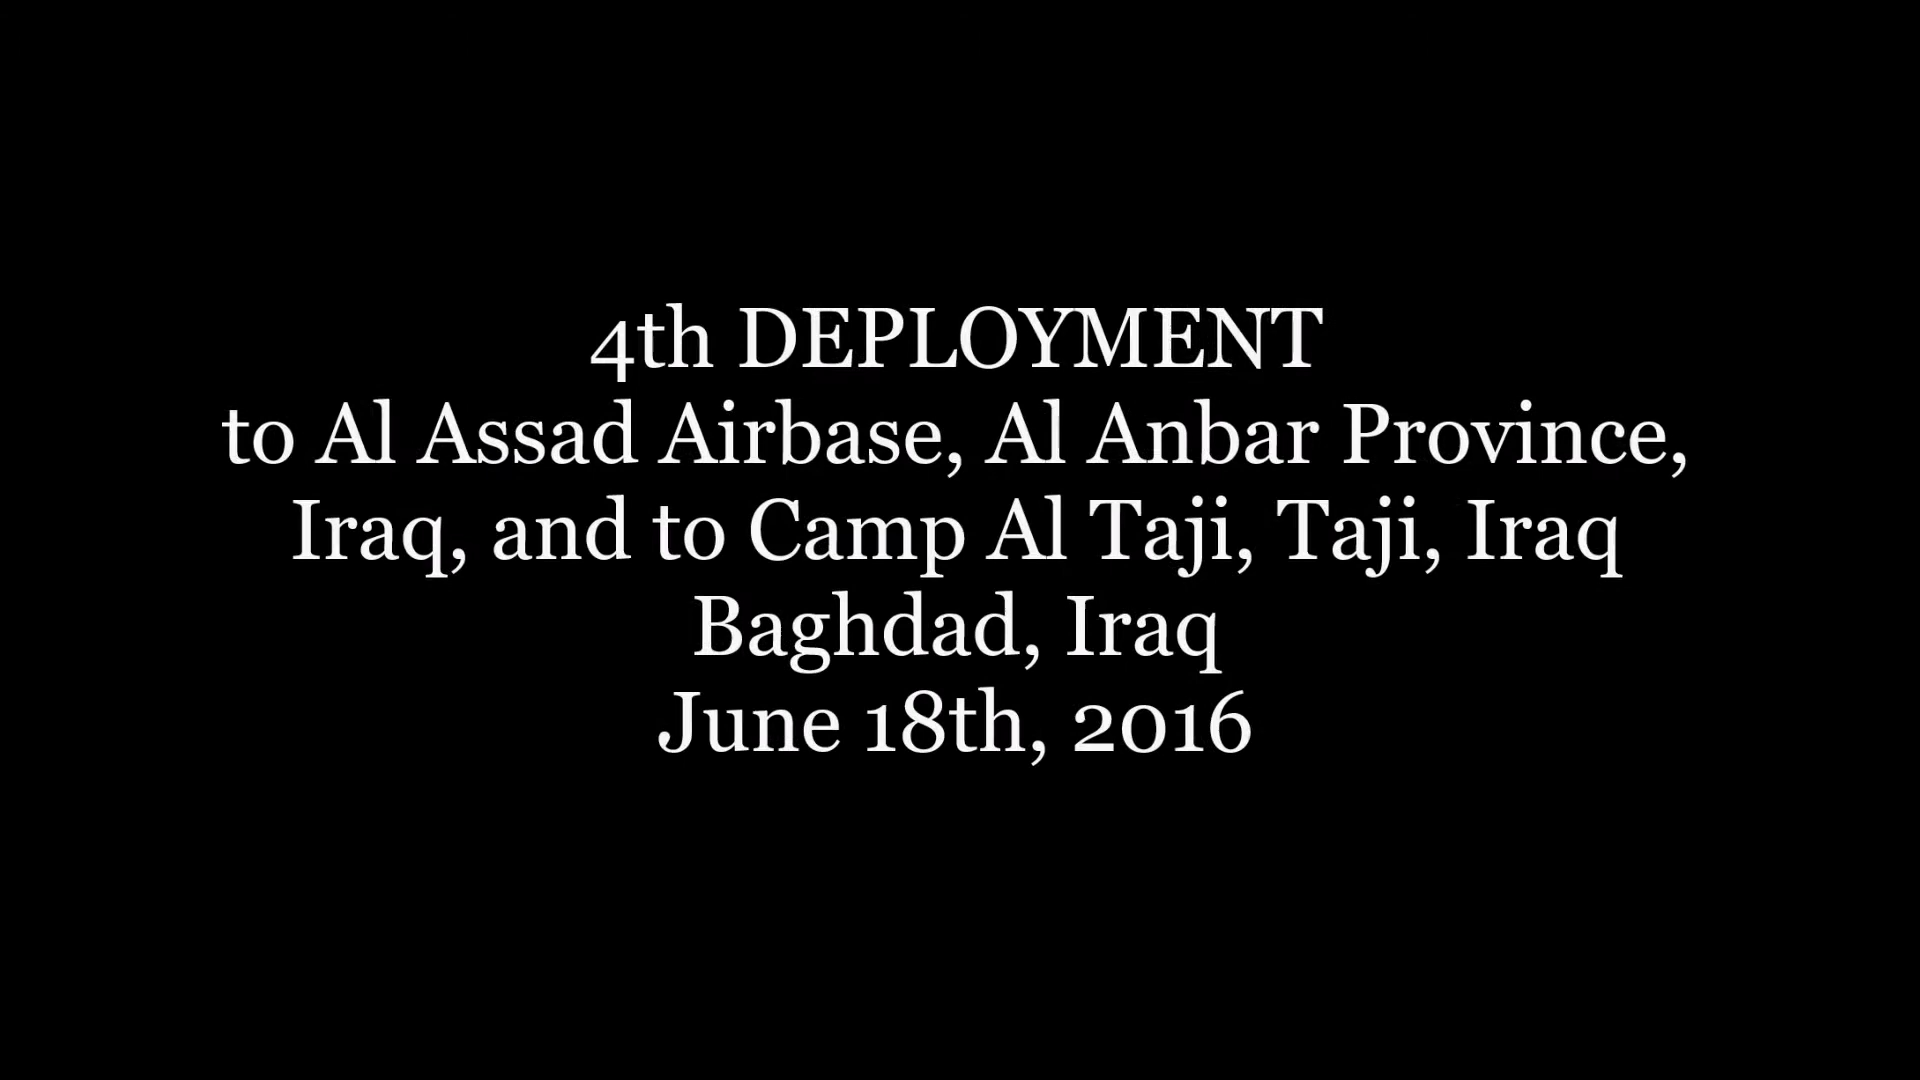 4th DEPLOYMENT
to Al Assad Airbase, Al Anbar Province,
Iraq, and to Camp Al Taji, Taji, Iraq
Baghdad, Iraq
June 18th, 2016